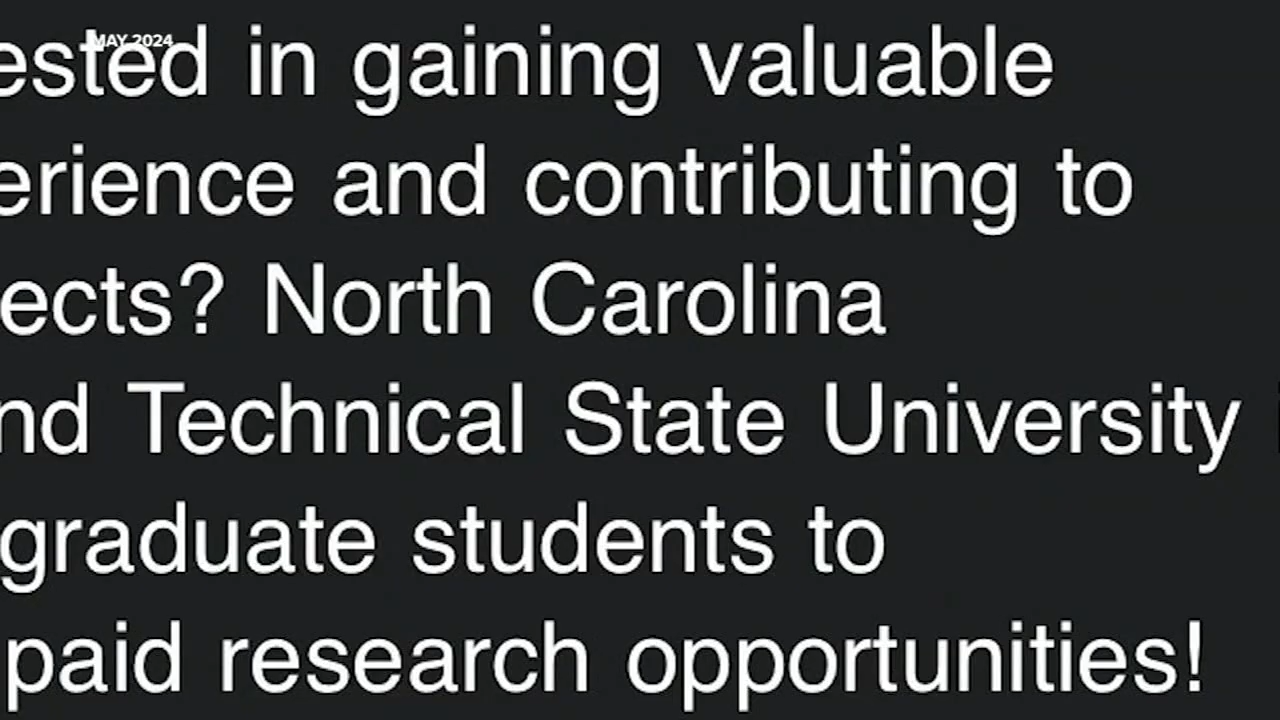 MAY 2024
ested in gaining valuable
erience and contributing to
ects? North Carolina
nd Technical State University
graduate students to
paid research opportunities!